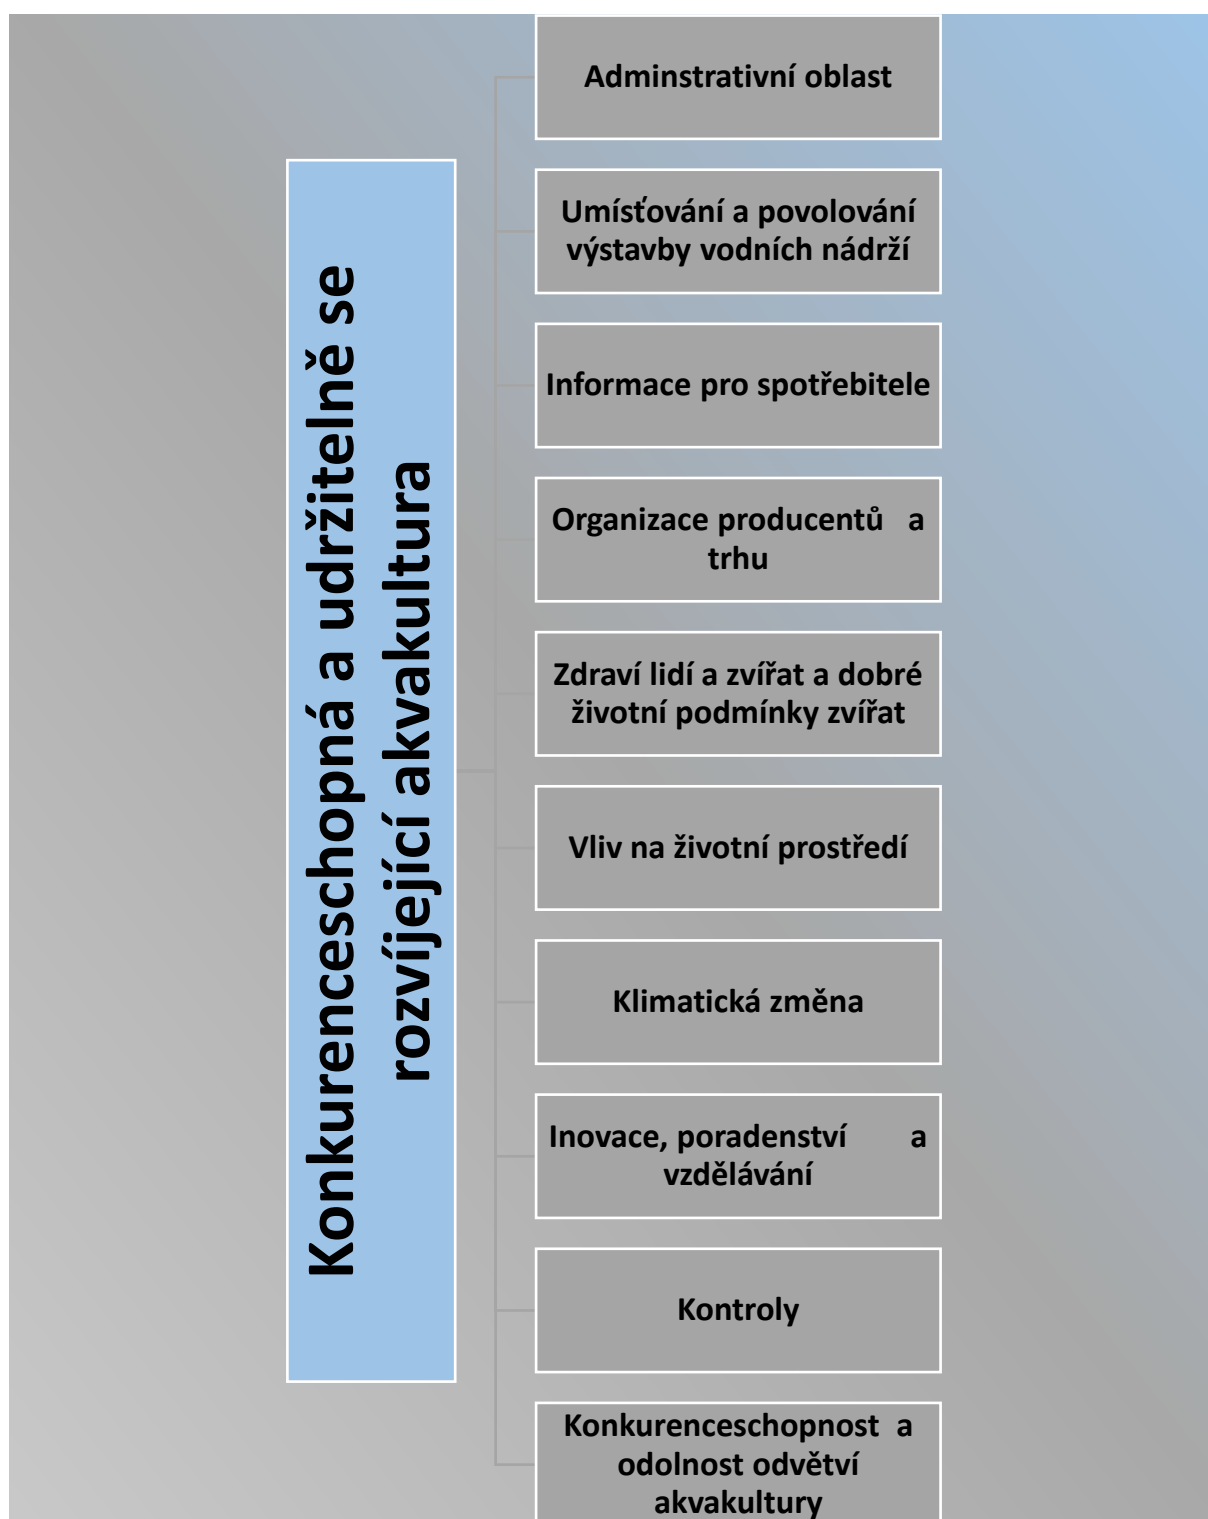 Konkurenceschopná a udržitelně se
rozvíjející akvakultura
Adminstrativní oblast
Umísťování a povolování
výstavby vodních nádrží
Informace pro spotřebitele
Organizace producentů a
trhu
Zdraví lidí a zvířat a dobré
životní podmínky zvířat
Vliv na životní prostředí
Klimatická změna
Inovace, poradenství a
vzdělávání
Kontroly
Konkurenceschopnost a
odolnost odvětví
akvakultury